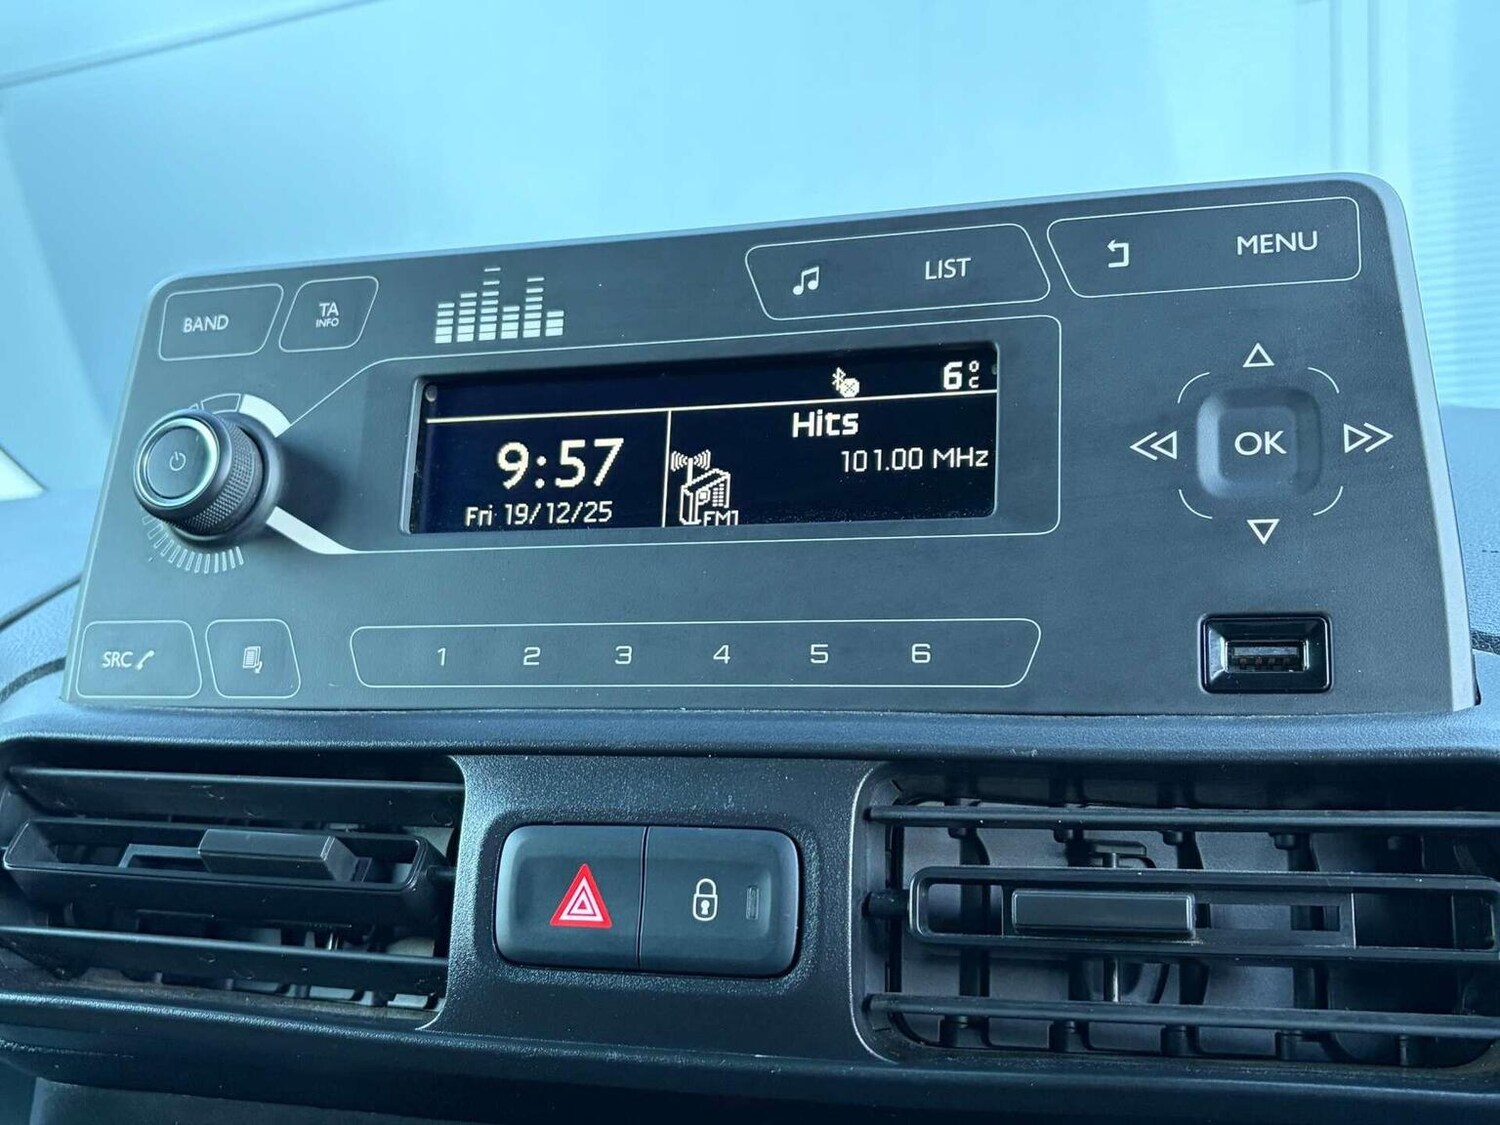 BAND
TA
INFO
LIST
MENU
6°C
9:57
Fri 19/12/25
Hits
101.00 MHz
FM1
OK
SRC
1 2 3 4 5 6